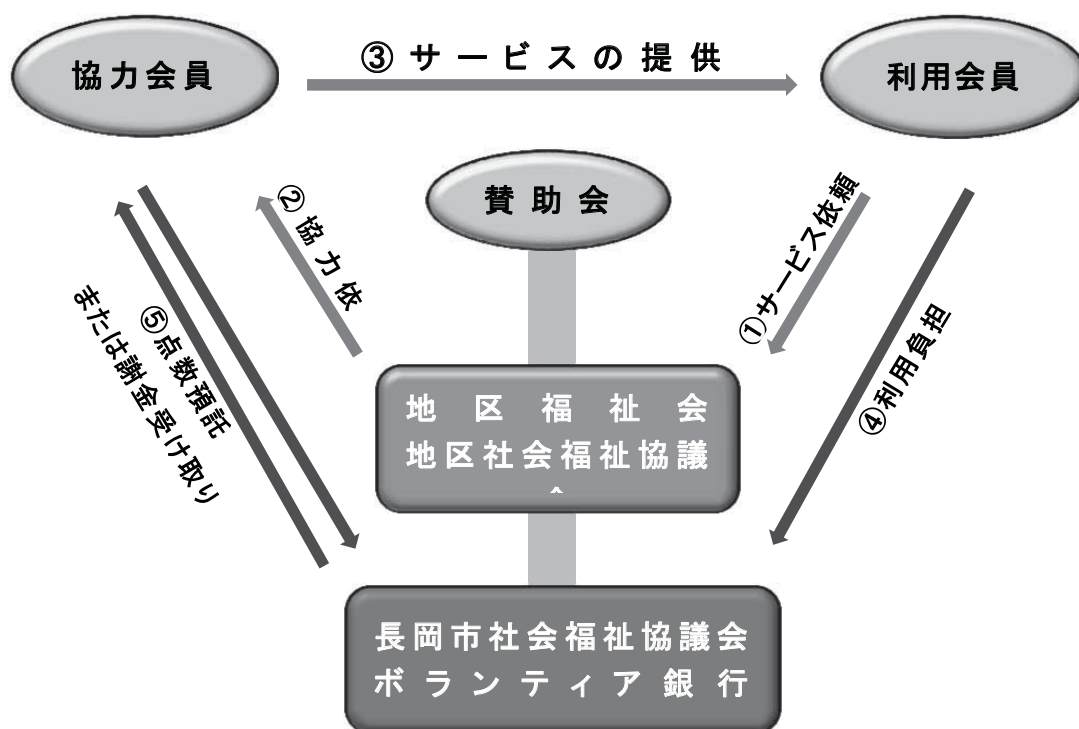 協力会員
③サービスの提供
利用会員
賛助会
②協力依
①サービス依頼
⑤点数預託
または謝金受け取り
④利用負担
地区福祉会
地区社会福祉協議
長岡市社会福祉協議会
ボランティア銀行